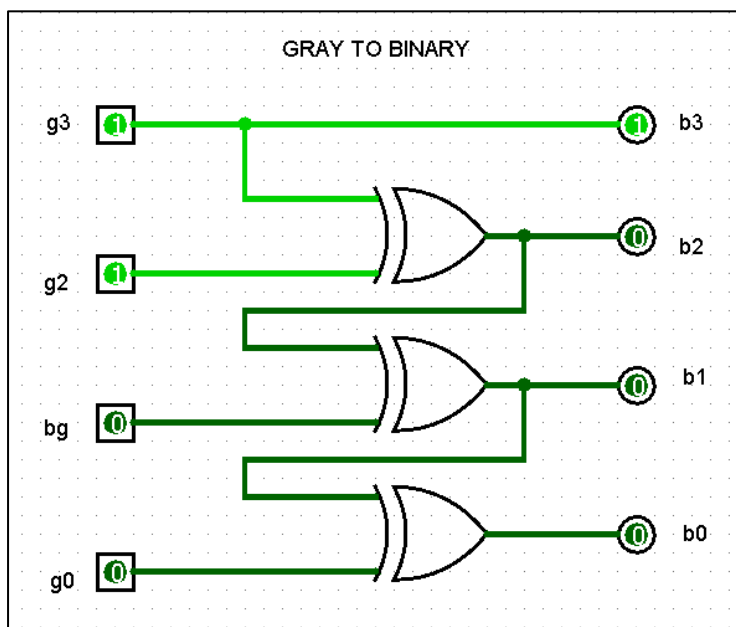 GRAY TO BINARY
g3 1 1 b3
0 b2
g2 1
0 b1
bg 0
0 b0
g0 0